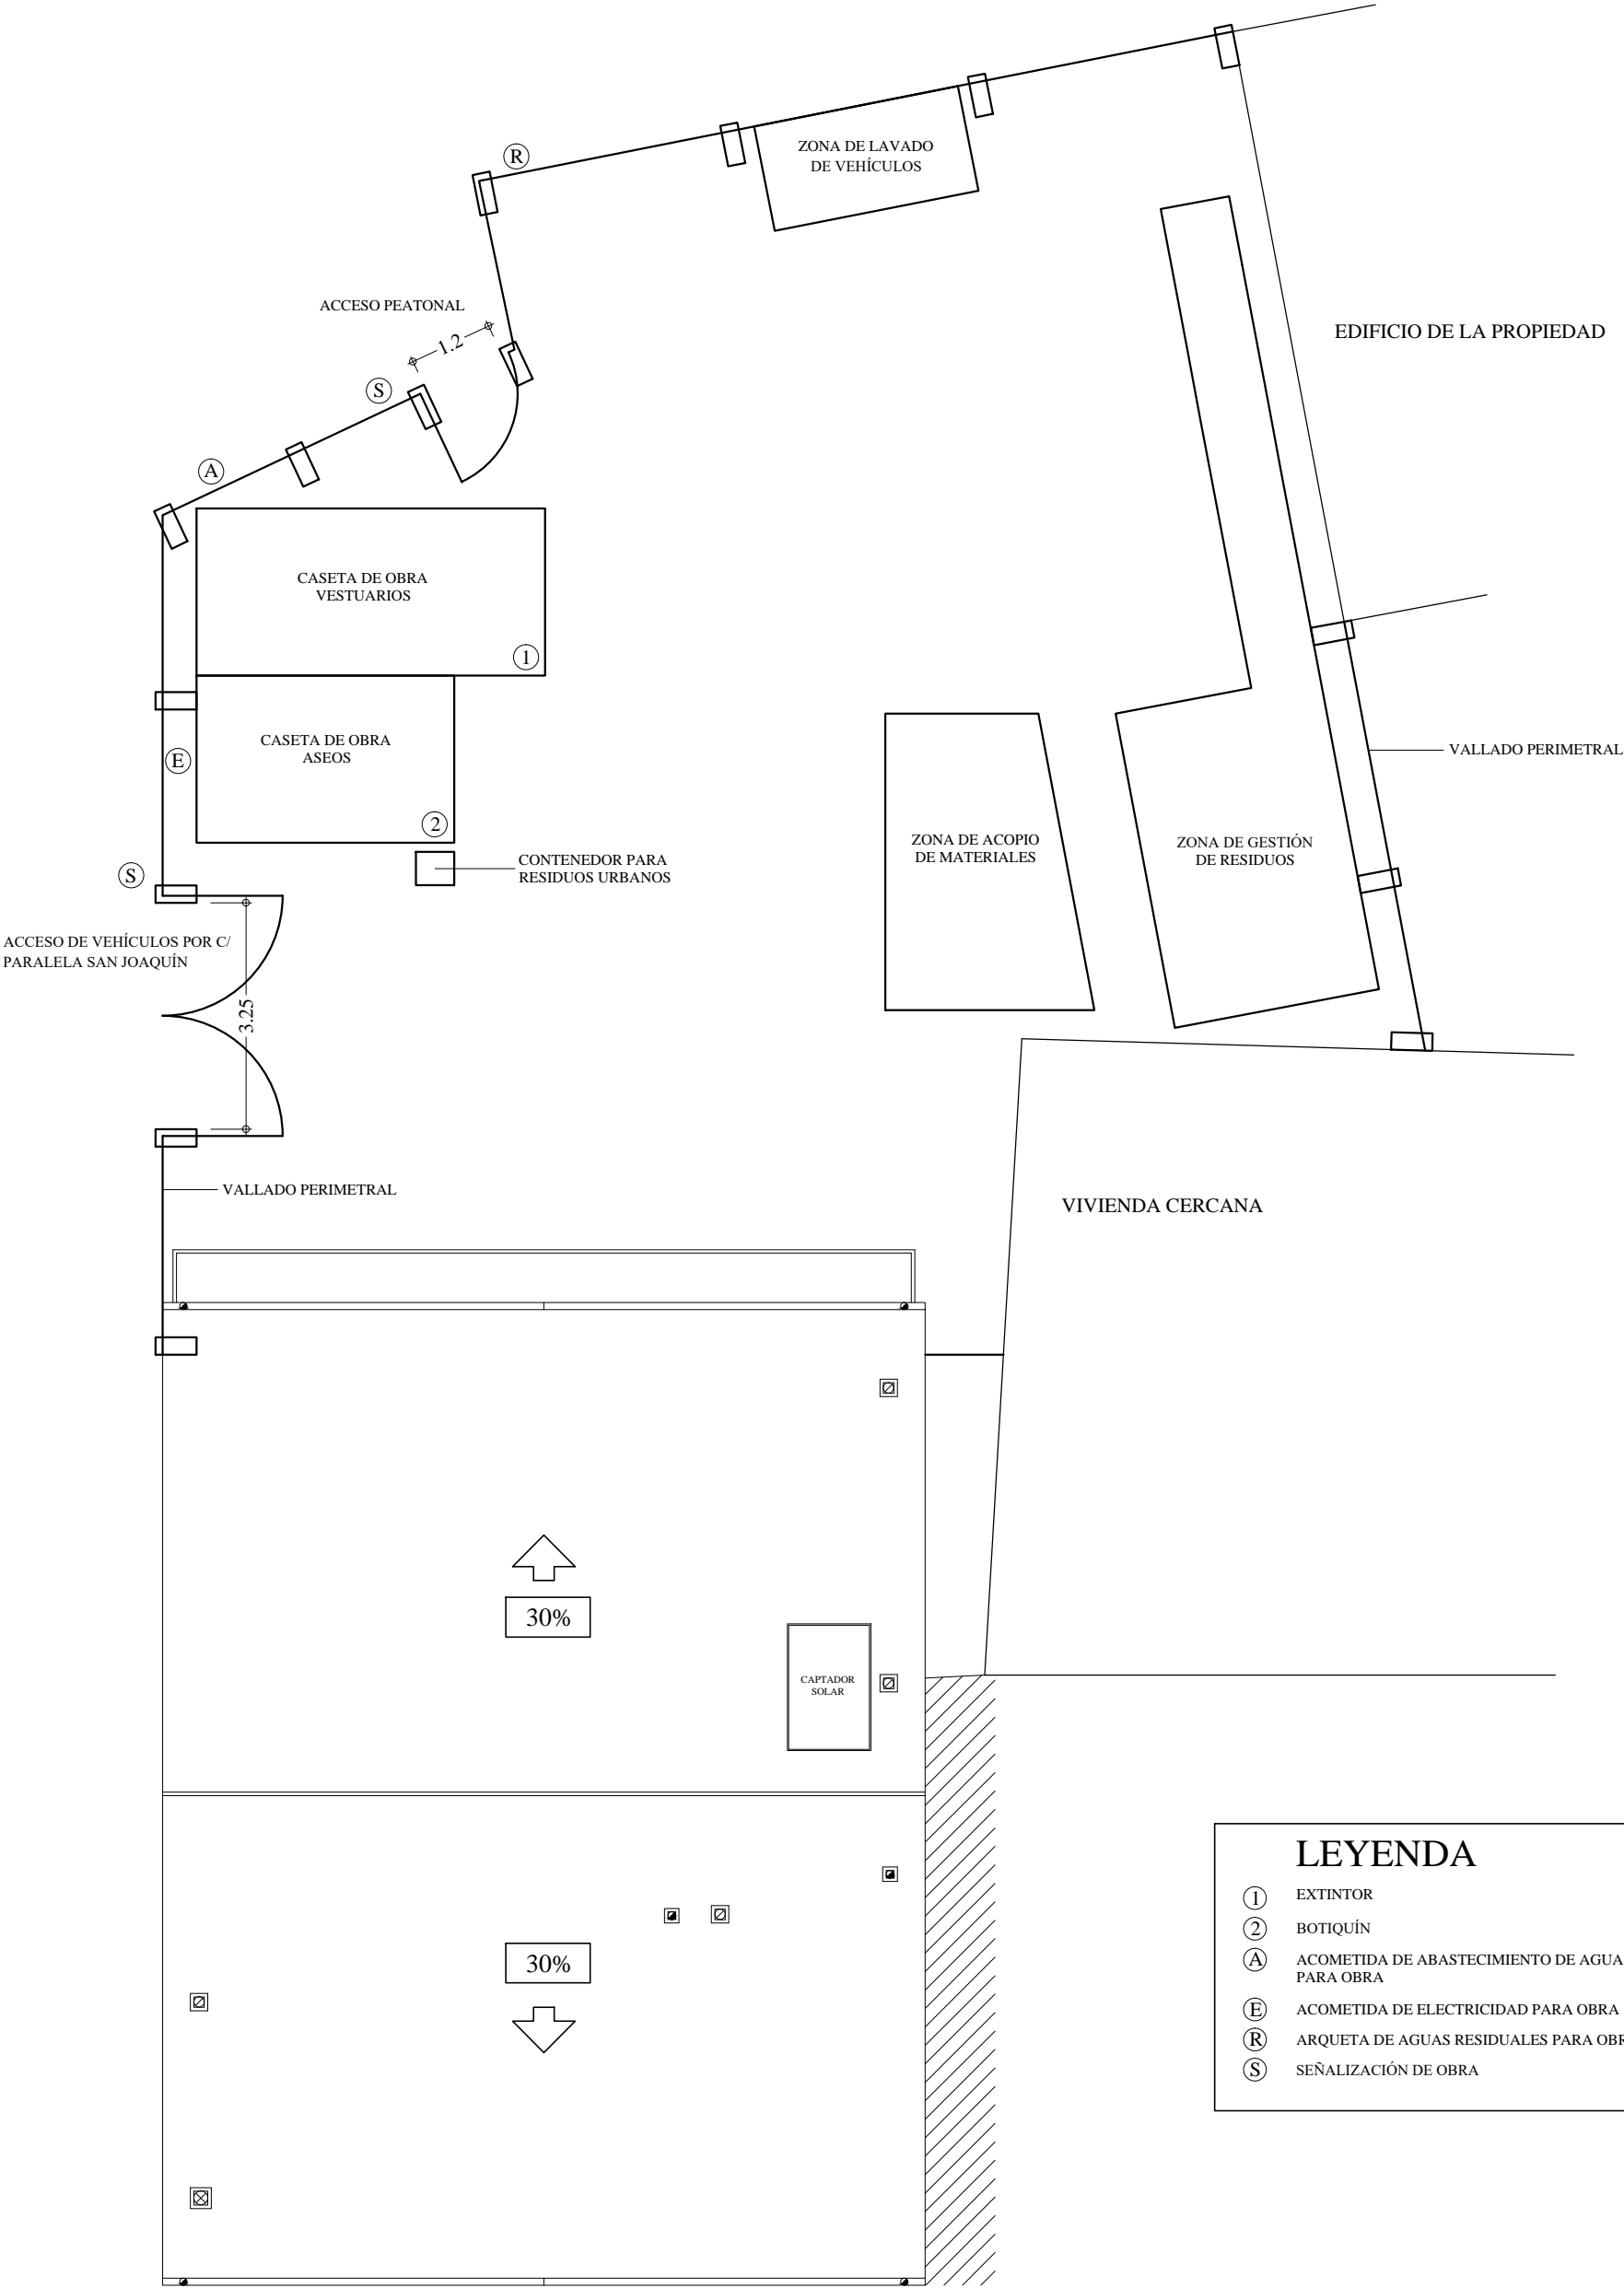 ZONA DE LAVADO
DE VEHÍCULOS
R
ACCESO PEATONAL
1.2
EDIFICIO DE LA PROPIEDAD
S
A
CASETA DE OBRA
VESTUARIOS
1
CASETA DE OBRA
ASEOS
E
2
VALLADO PERIMETRAL
ZONA DE ACOPIO
DE MATERIALES
ZONA DE GESTIÓN
DE RESIDUOS
CONTENEDOR PARA
RESIDUOS URBANOS
S
ACCESO DE VEHÍCULOS POR C/
PARALELA SAN JOAQUÍN
3.25
VALLADO PERIMETRAL
VIVIENDA CERCANA
30%
CAPTADOR
SOLAR
30%
LEYENDA
1 EXTINTOR
2 BOTIQUÍN
A ACOMETIDA DE ABASTECIMIENTO DE AGUA
PARA OBRA
E ACOMETIDA DE ELECTRICIDAD PARA OBRA
R ARQUETA DE AGUAS RESIDUALES PARA
S SEÑALIZACIÓN DE OBRA